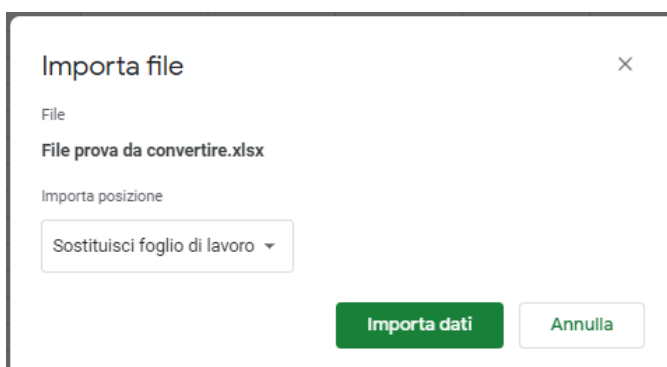 Importa file
File
File prova da convertire.xlsx
Importa posizione
Sostituisci foglio di lavoro
Importa dati Annulla